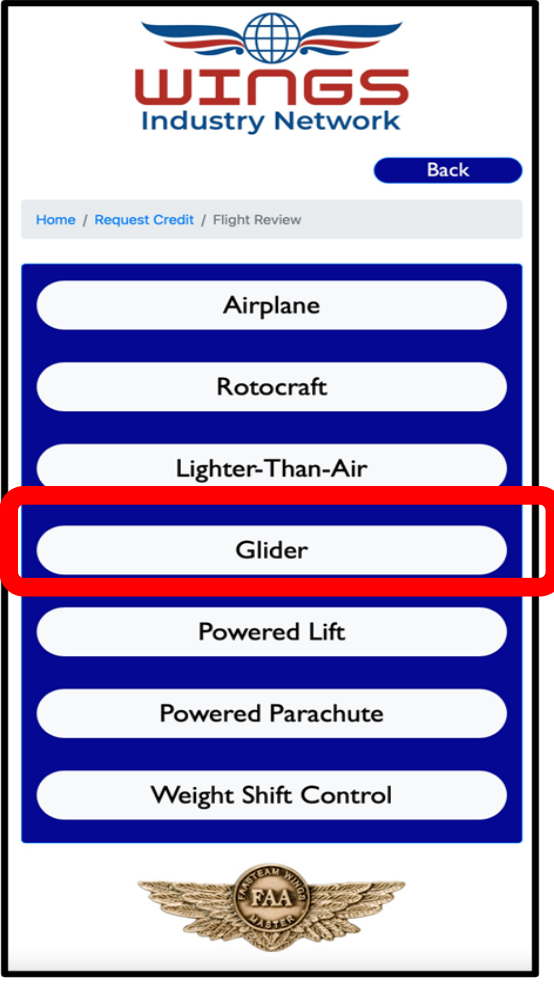 WINGS
Industry Network
Back
Home / Request Credit / Flight Review
Airplane
Rotocraft
Lighter-Than-Air
Glider
Powered Lift
Powered Parachute
Weight Shift Control
FAASTEAM WINGS
FAA
MASTER